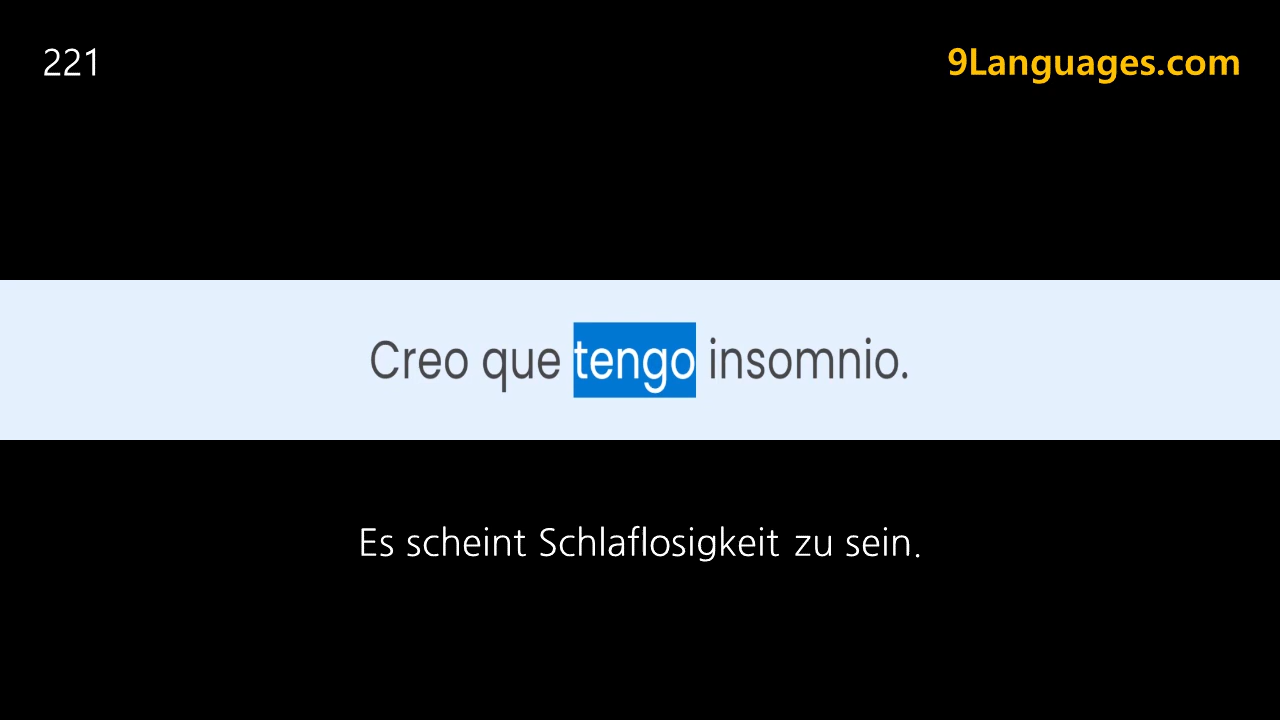 221
9Languages.com
Creo que tengo insomnio.
Es scheint Schlaflosigkeit zu sein.